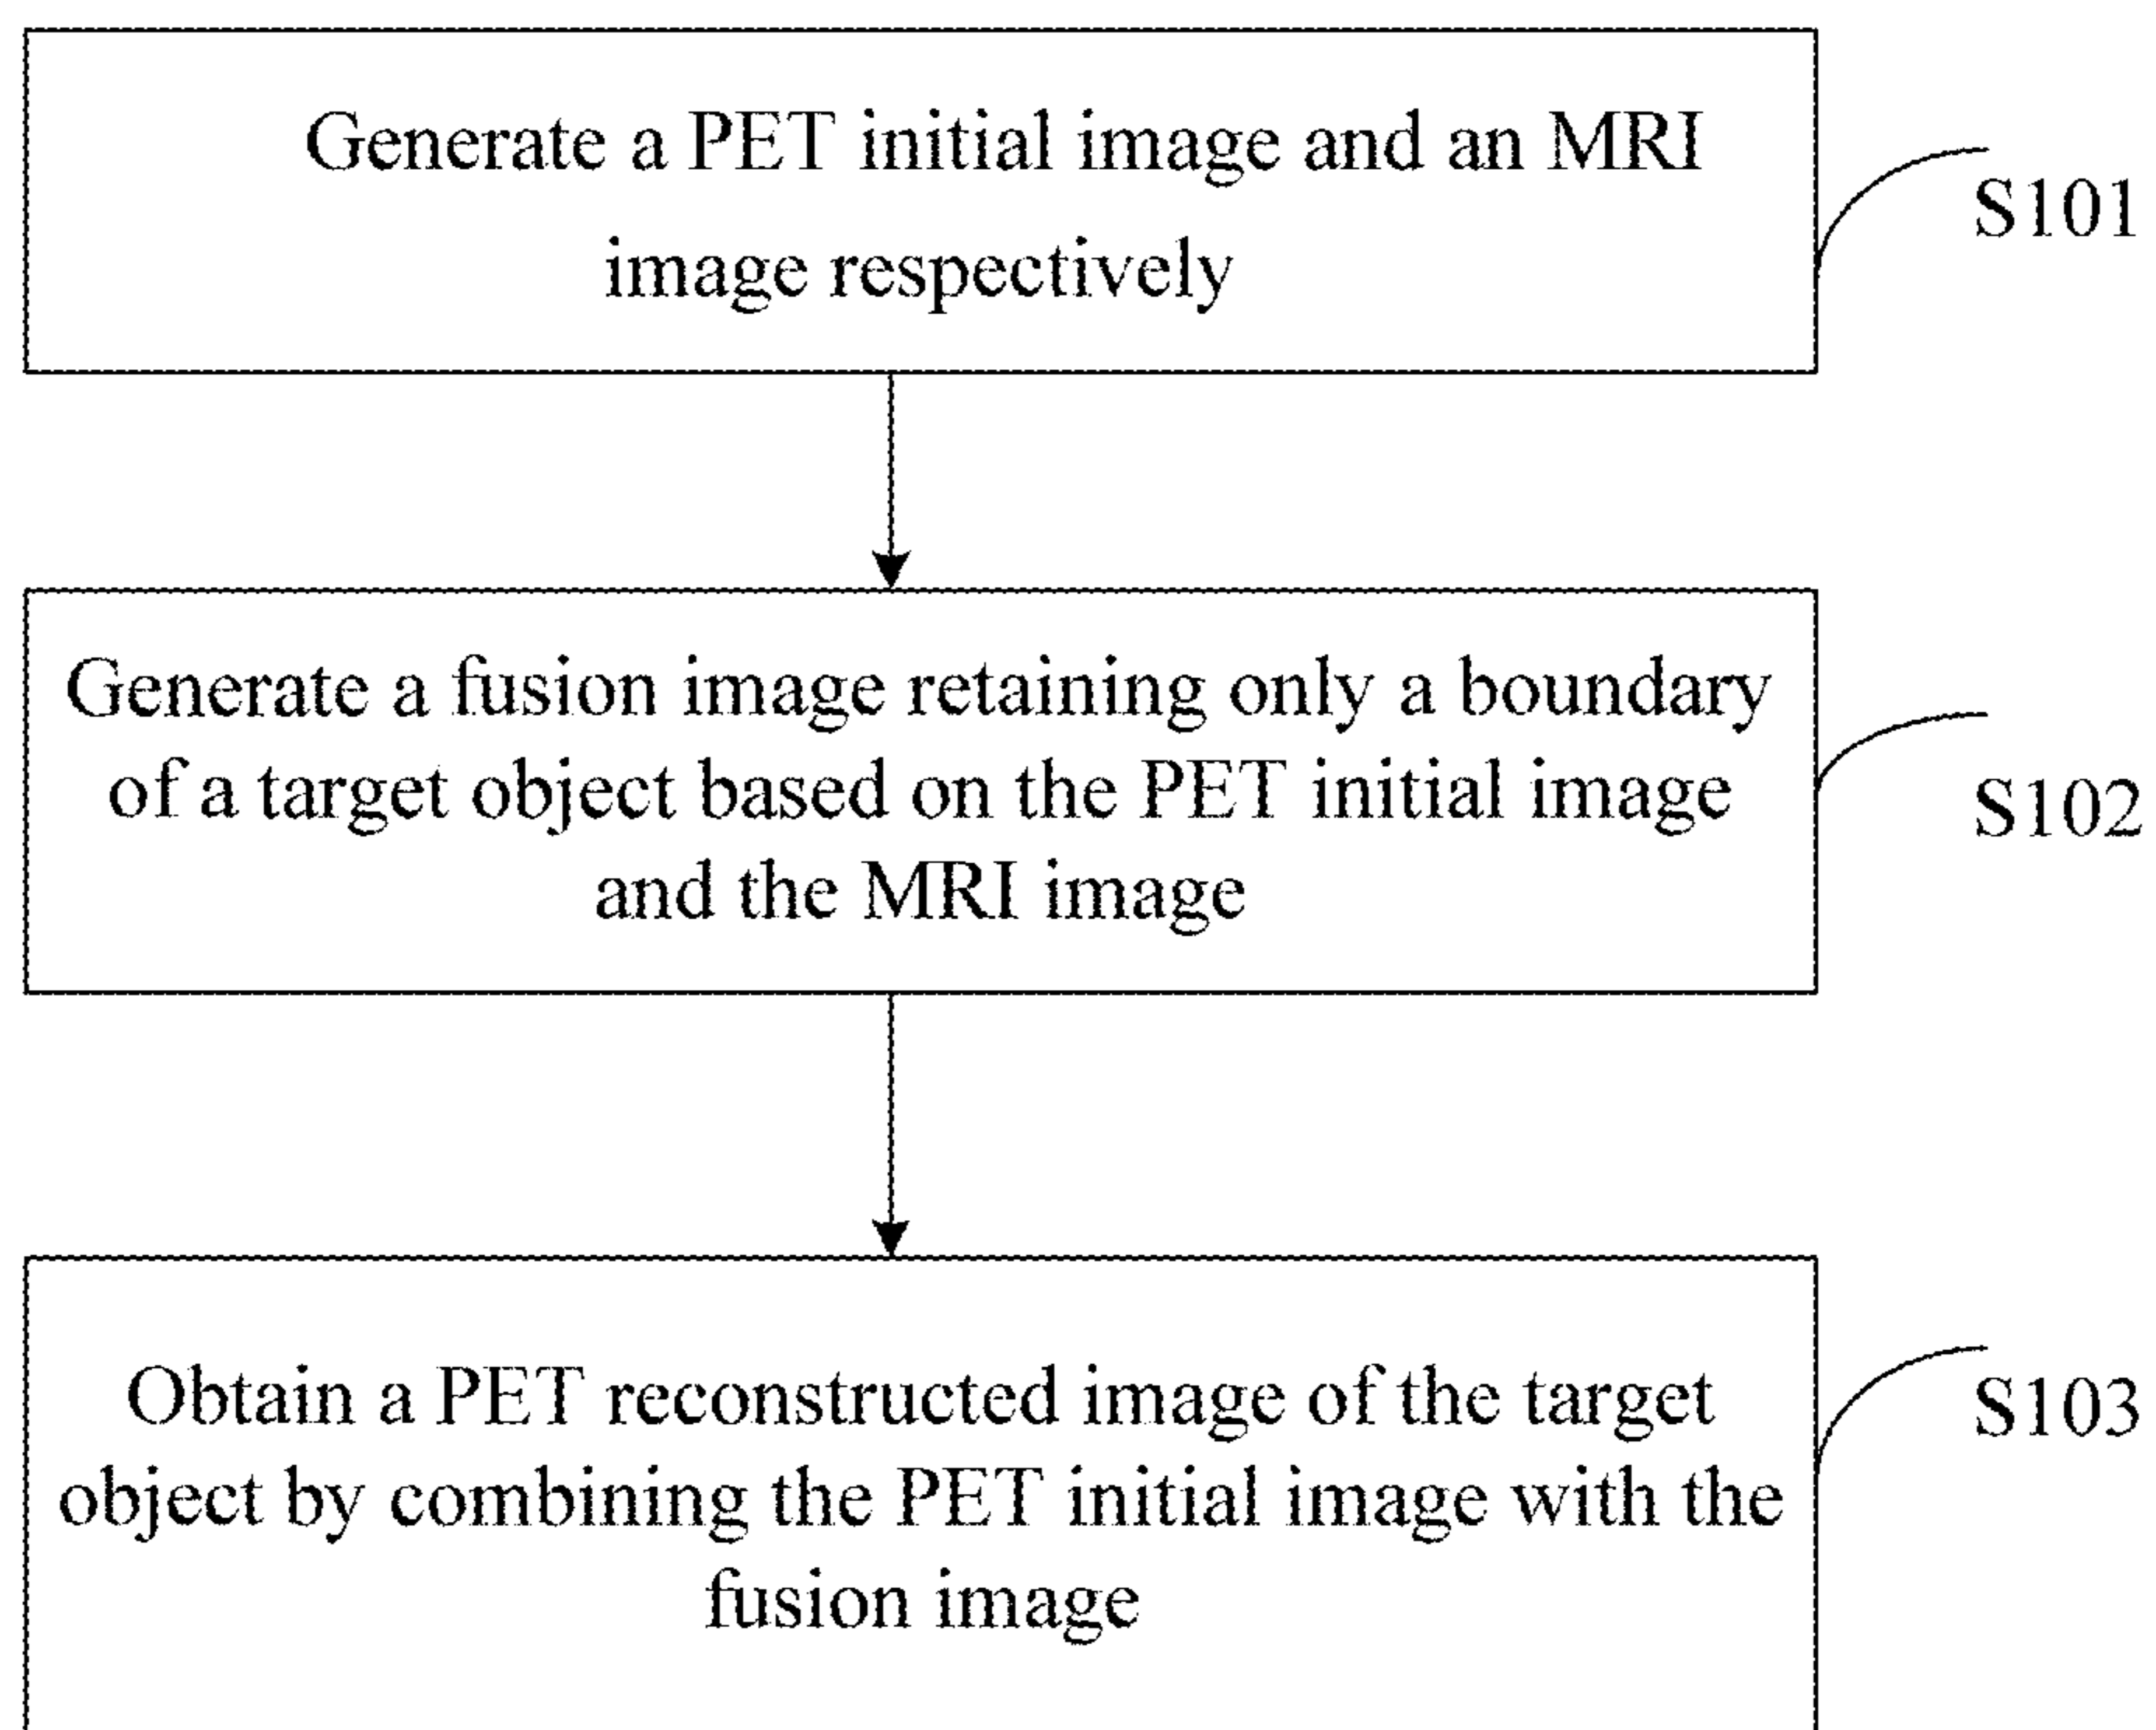 Generate a PET initial image and an MRI
image respectively
S101
Generate a fusion image retaining only a boundary
of a target object based on the PET initial image
and the MRI image
S102
Obtain a PET reconstructed image of the target
object by combining the PET initial image with the
fusion image
S103